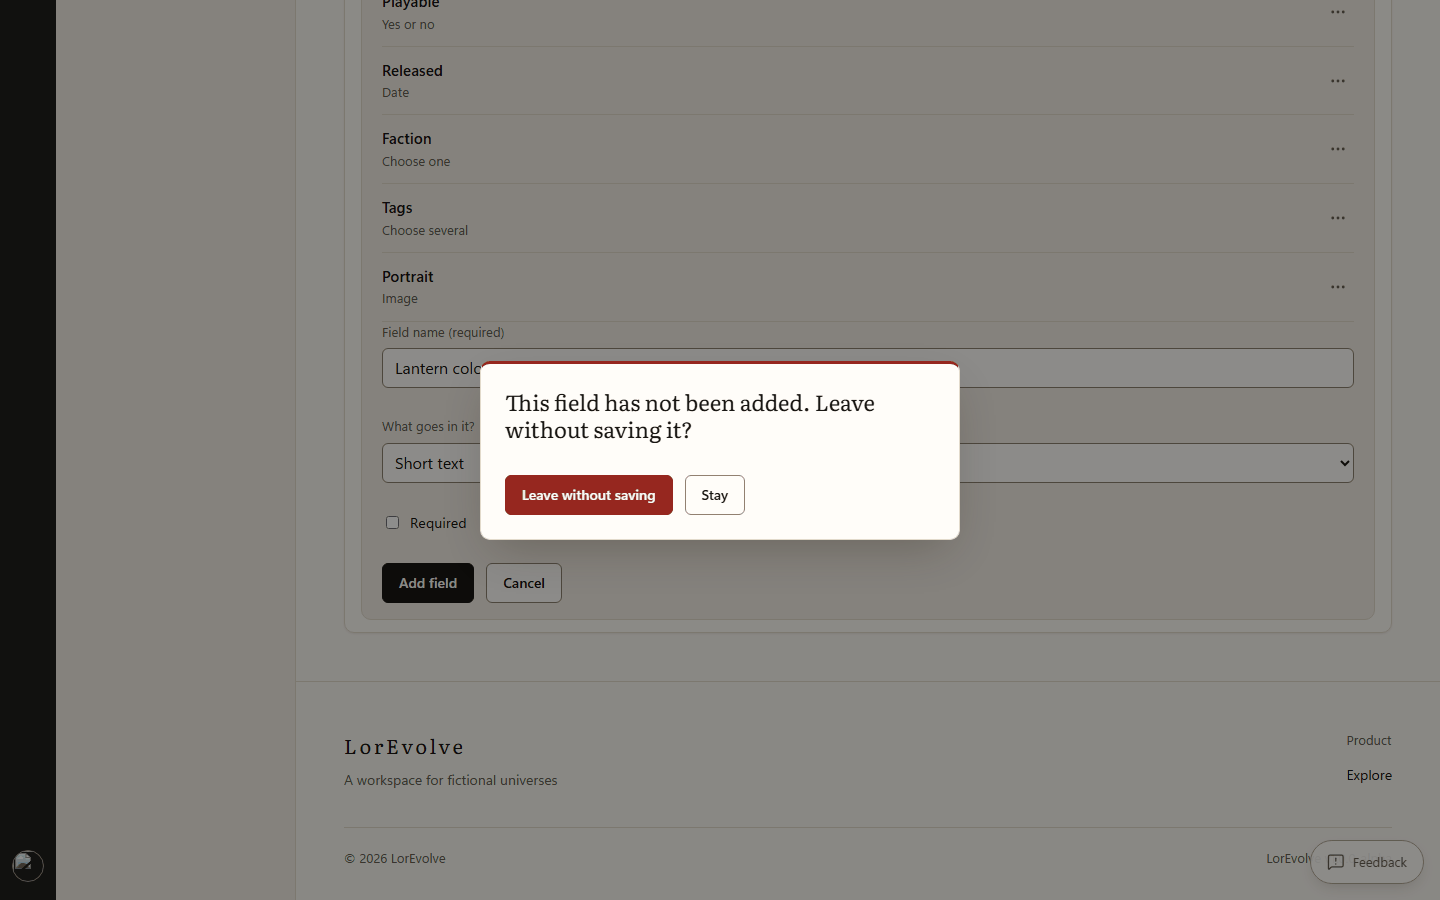 Playable
Yes or no
Released
Date
Faction
Choose one
Tags
Choose several
Portrait
Image
Field name (required)
Lantern colo
This field has not been added. Leave
without saving it?
What goes in it?
Short text
Leave without saving
Stay
Required
Add field
Cancel
LorEvolve
A workspace for fictional universes
Product
Explore
© 2026 LorEvolve
LorEvolv
Feedback